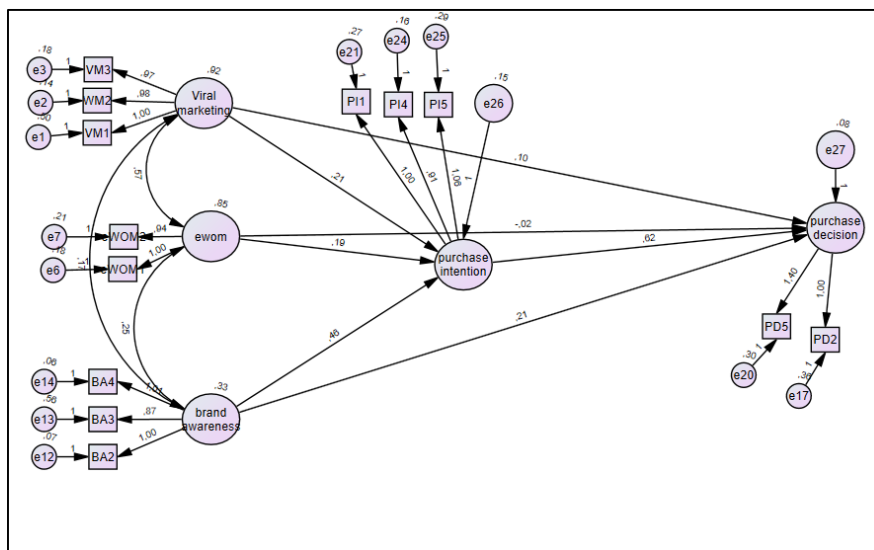 .18
e3
1
VM3
.97
.14
e2
1
WM2
.98
e1
1
VM1
1.00
.92
Viral
marketing
.27
e21
1
PI1
.16
e24
1
PI4
.29
e25
1
PI5
.15
e26
1
1.00
.91
1.06
.10
.08
e27
1
.57
.21
.21
e7
1
.94
.18
e6
1.00
.85
ewom
.19
-.02
purchase
intention
.62
purchase
decision
.25
.46
.21
1.40
1.00
PD5
PD2
.30
e20
1
e17
1
.06
e14
1
BA4
1.01
.56
e13
1
BA3
.87
.07
e12
1
BA2
1.00
.33
brand
awareness